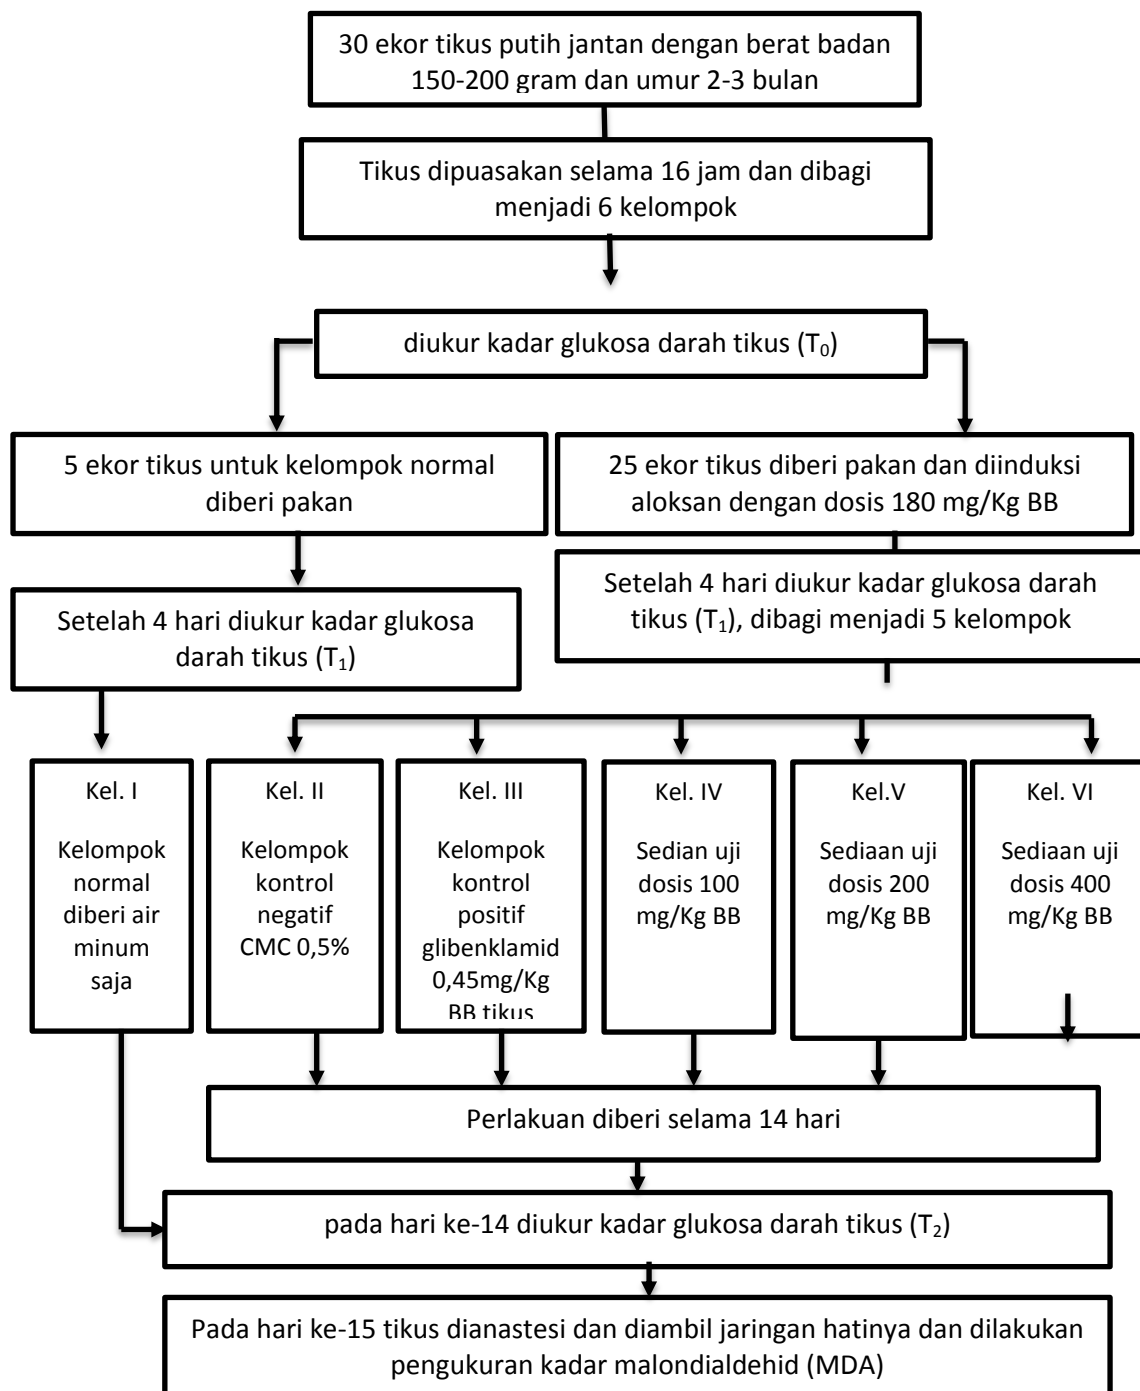 30 ekor tikus putih jantan dengan berat badan
150-200 gram dan umur 2-3 bulan
Tikus dipuasakan selama 16 jam dan dibagi
menjadi 6 kelompok
diukur kadar glukosa darah tikus (T₀)
5 ekor tikus untuk kelompok normal
diberi pakan
25 ekor tikus diberi pakan dan diinduksi
aloksan dengan dosis 180 mg/Kg BB
Setelah 4 hari diukur kadar glukosa
darah tikus (T₁)
Setelah 4 hari diukur kadar glukosa darah
tikus (T₁), dibagi menjadi 5 kelompok
Kel. I
Kelompok
normal
diberi air
minum
saja
Kel. II
Kelompok
kontrol
negatif
CMC 0,5%
Kel. III
Kelompok
kontrol
positif
glibenklamid
0,45mg/Kg
BB tikus
Kel. IV
Sedian uji
dosis 100
mg/Kg BB
Kel.V
Sediaan uji
dosis 200
mg/Kg BB
Kel. VI
Sediaan uji
dosis 400
mg/Kg BB
Perlakuan diberi selama 14 hari
pada hari ke-14 diukur kadar glukosa darah tikus (T₂)
Pada hari ke-15 tikus dianastesi dan diambil jaringan hatinya dan dilakukan
pengukuran kadar malondialdehid (MDA)